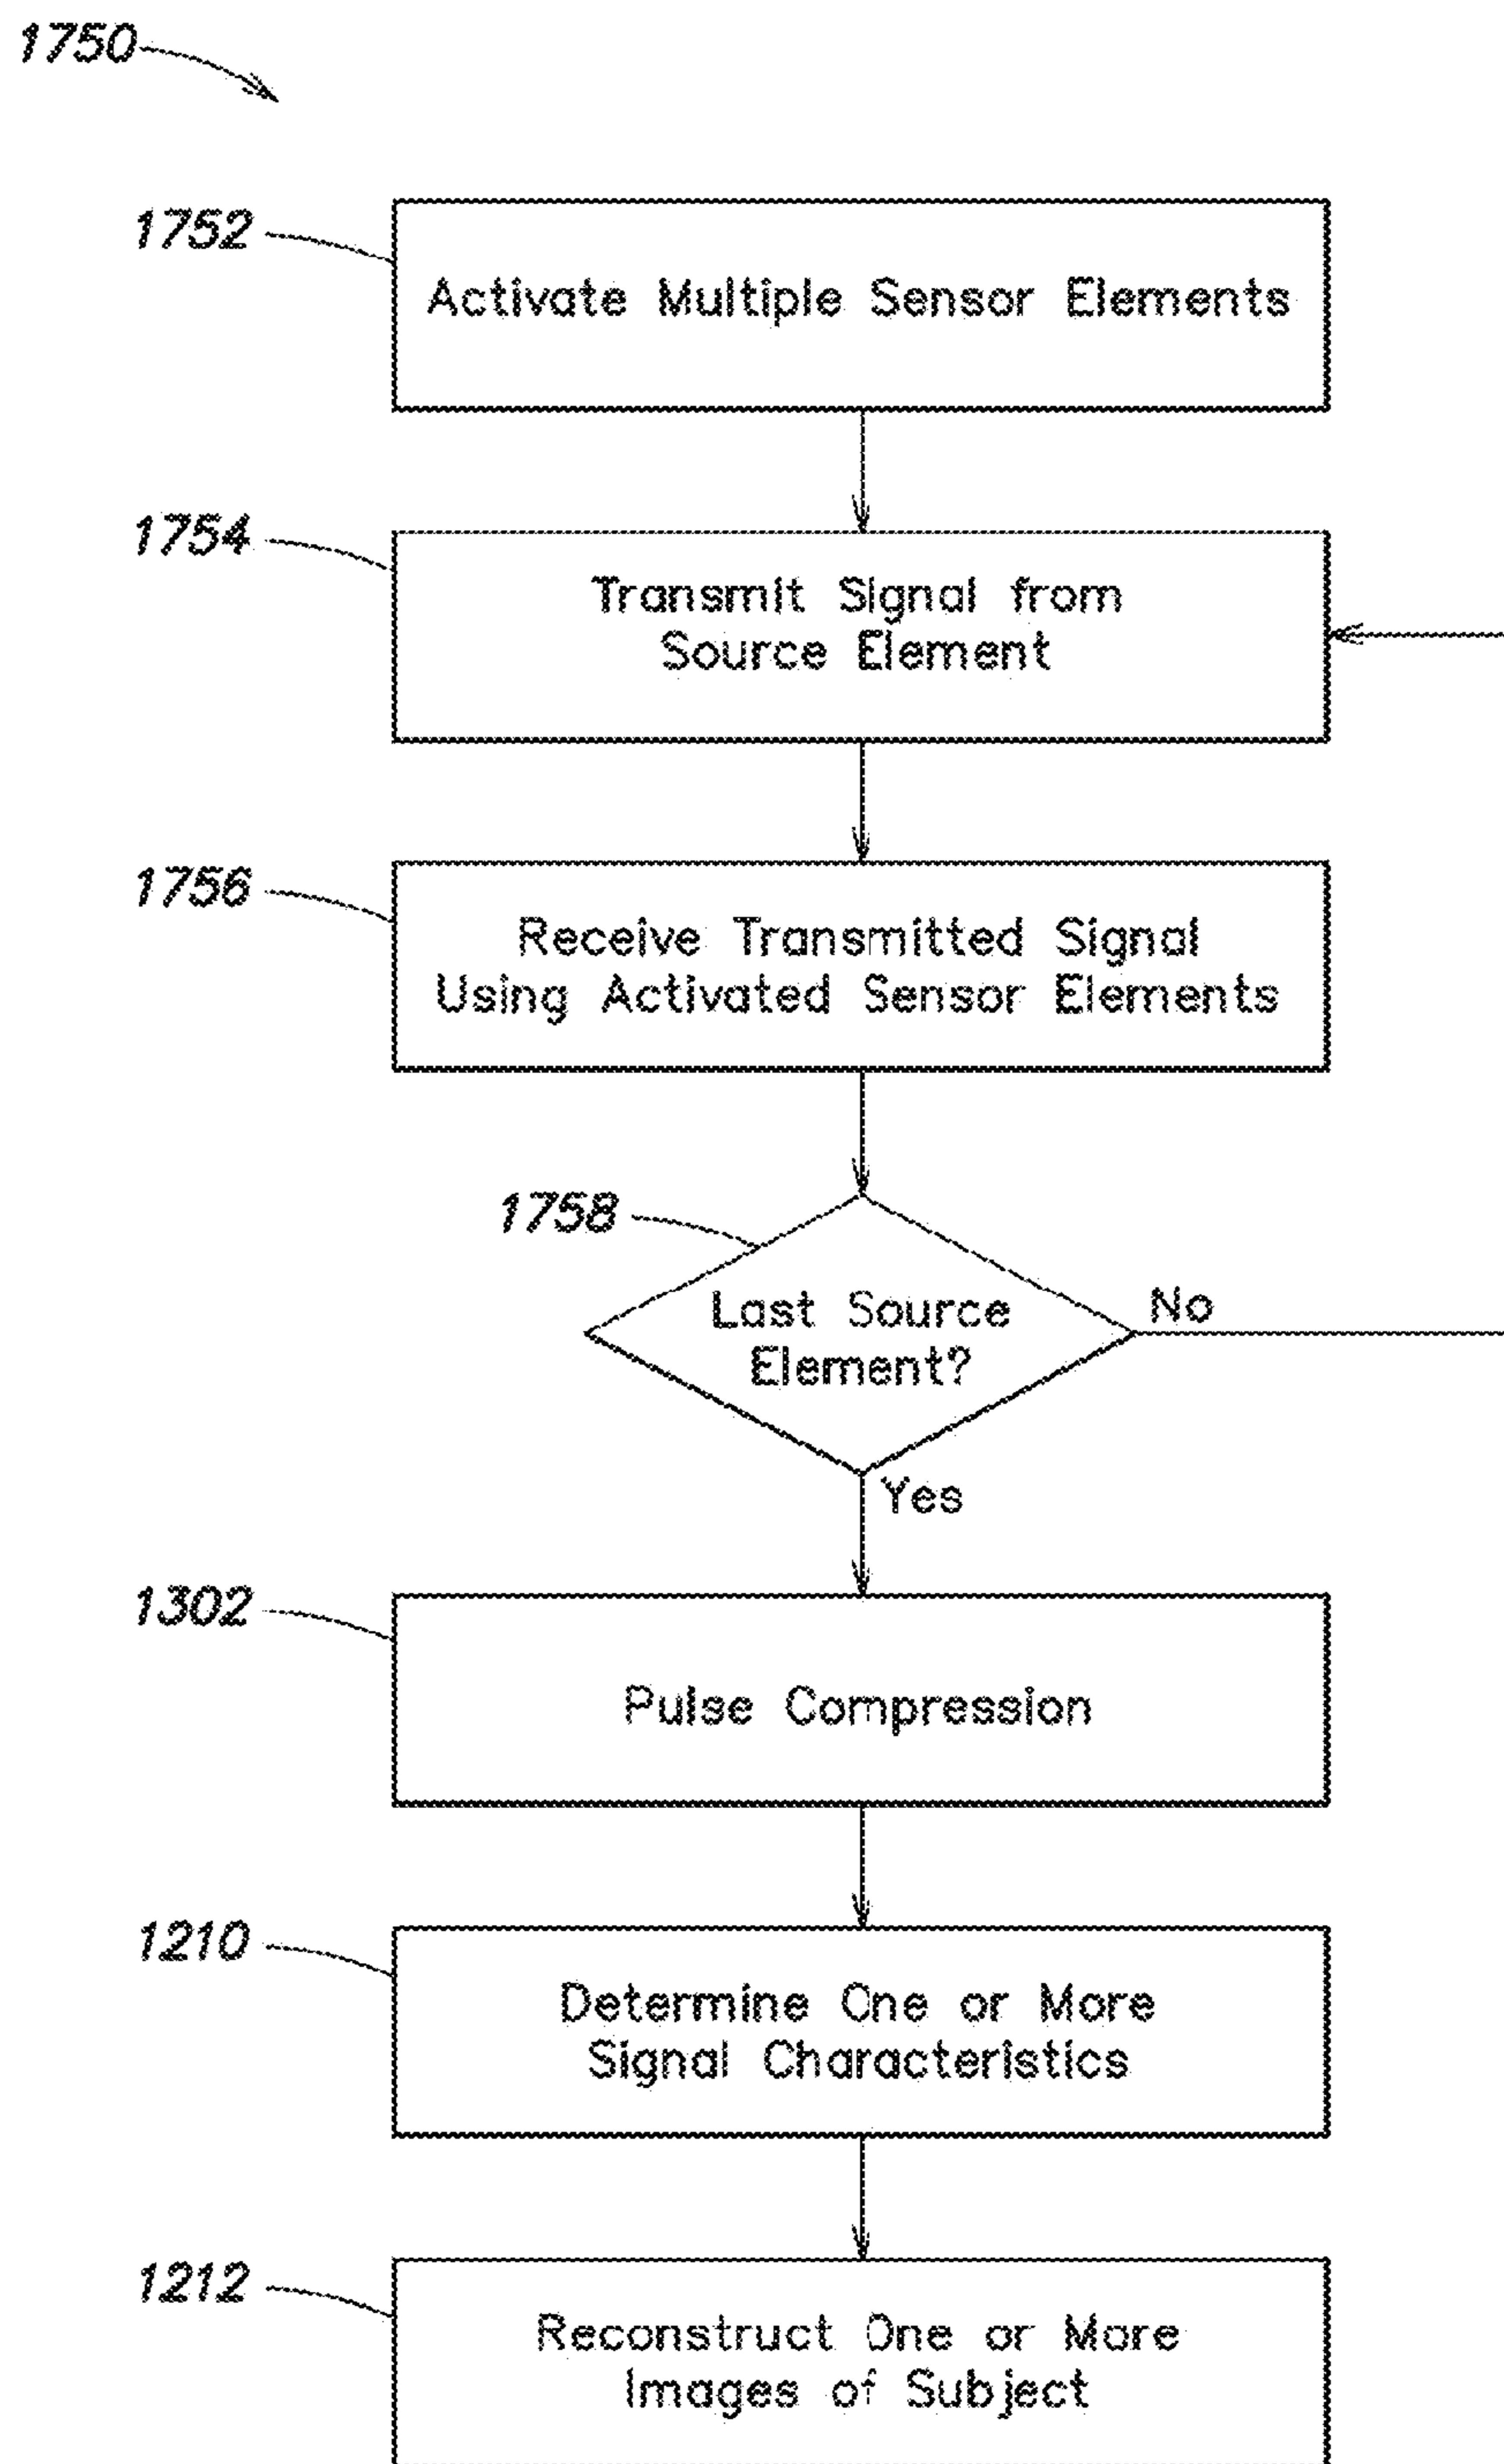 1750
1752
Activate Multiple Sensor Elements
1754
Transmit Signal from
Source Element
1756
Receive Transmitted Signal
Using Activated Sensor Elements
1758
Last Source
Element?
No
Yes
1302
Pulse Compression
1210
Determine One or More
Signal Characteristics
1212
Reconstruct One or More
Images of Subject